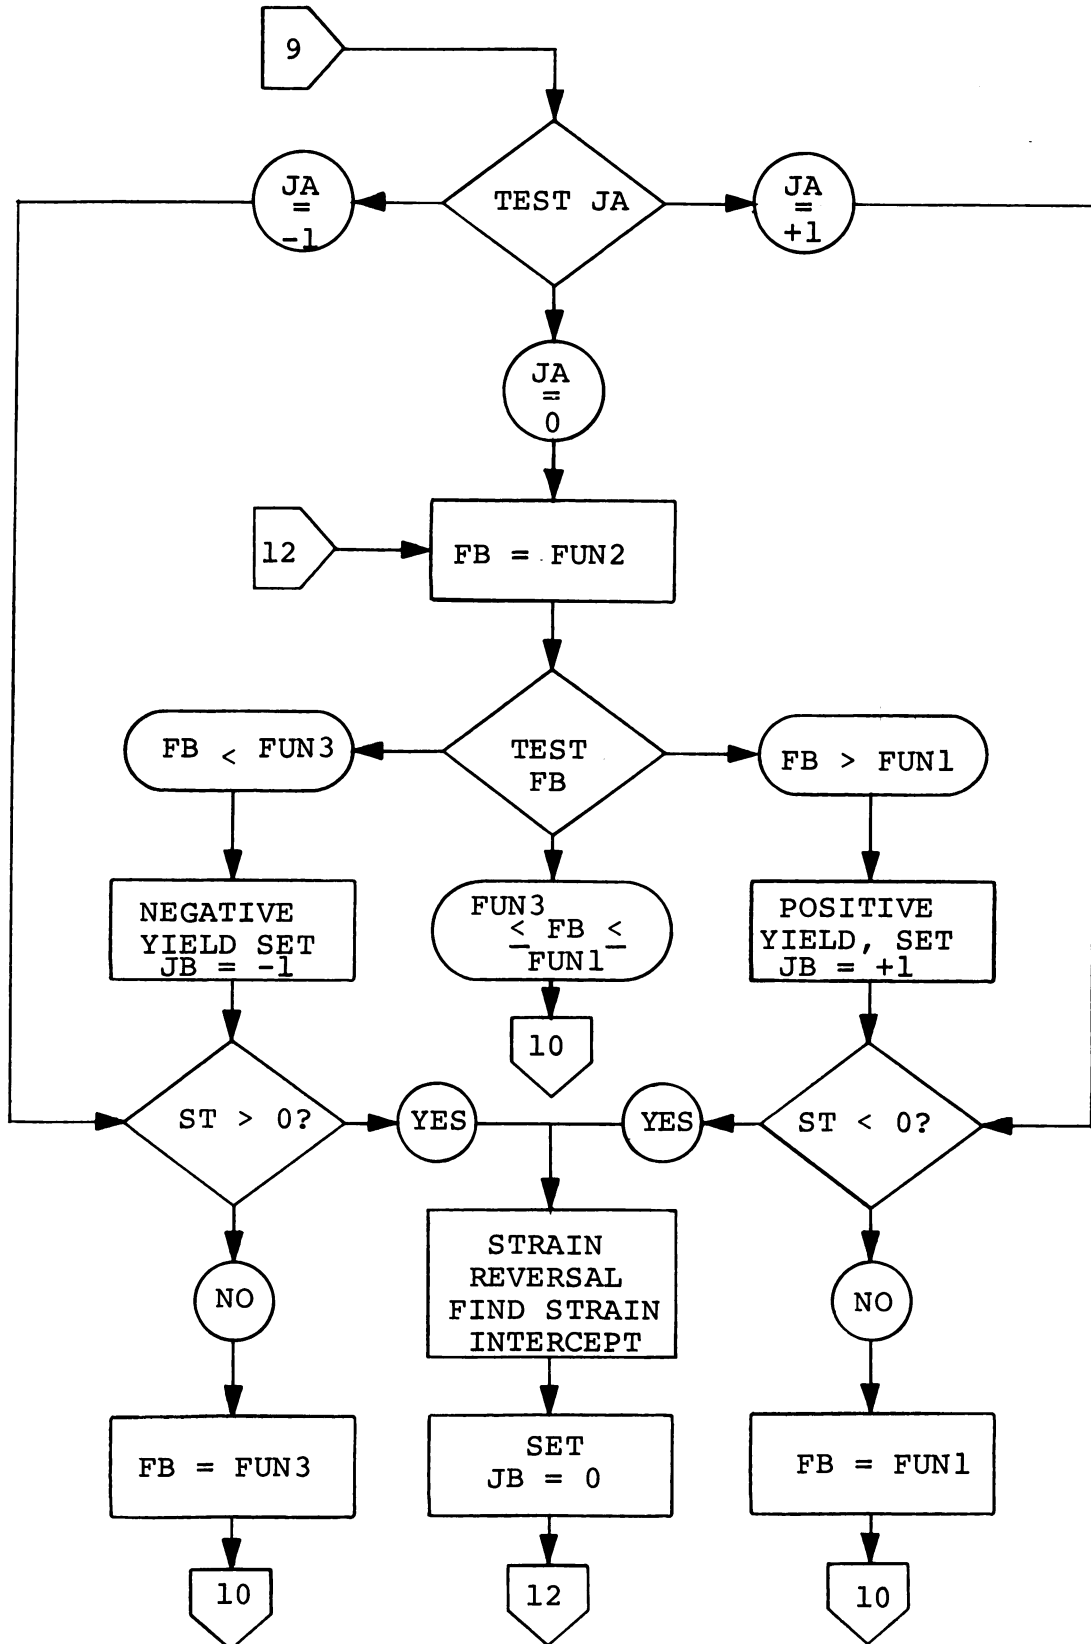 9
JA
=
-1
TEST JA
JA
=
+1
JA
=
0
12
FB = FUN2
FB < FUN3
TEST
FB
FB > FUN1
NEGATIVE
YIELD SET
JB = -1
FUN3
≤ FB ≤
FUN1
POSITIVE
YIELD, SET
JB = +1
10
ST > 0?
YES
YES
ST < 0?
NO
STRAIN
REVERSAL
FIND STRAIN
INTERCEPT
NO
FB = FUN3
SET
JB = 0
FB = FUN1
10
12
10